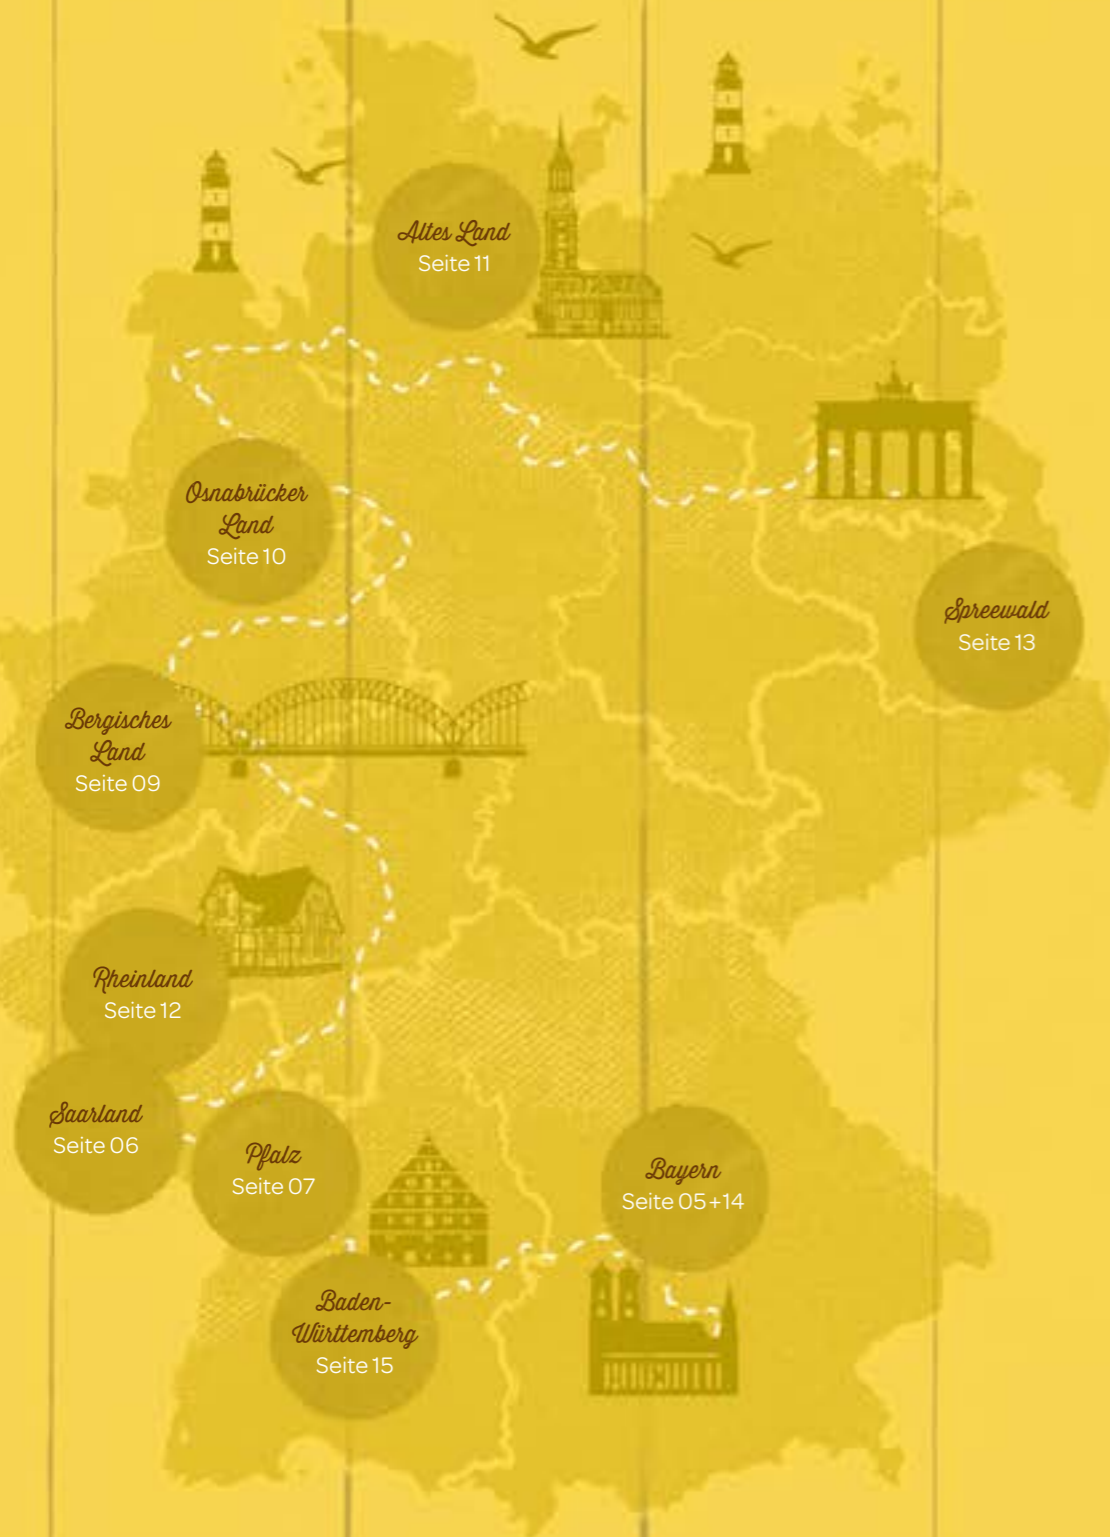 Altes Land
Seite 11
Osnabrücker
Land
Seite 10
Spreewald
Seite 13
Bergisches
Land
Seite 09
Rheinland
Seite 12
Saarland
Seite 06
Pfalz
Seite 07
Bayern
Seite 05+14
Baden-
Württemberg
Seite 15